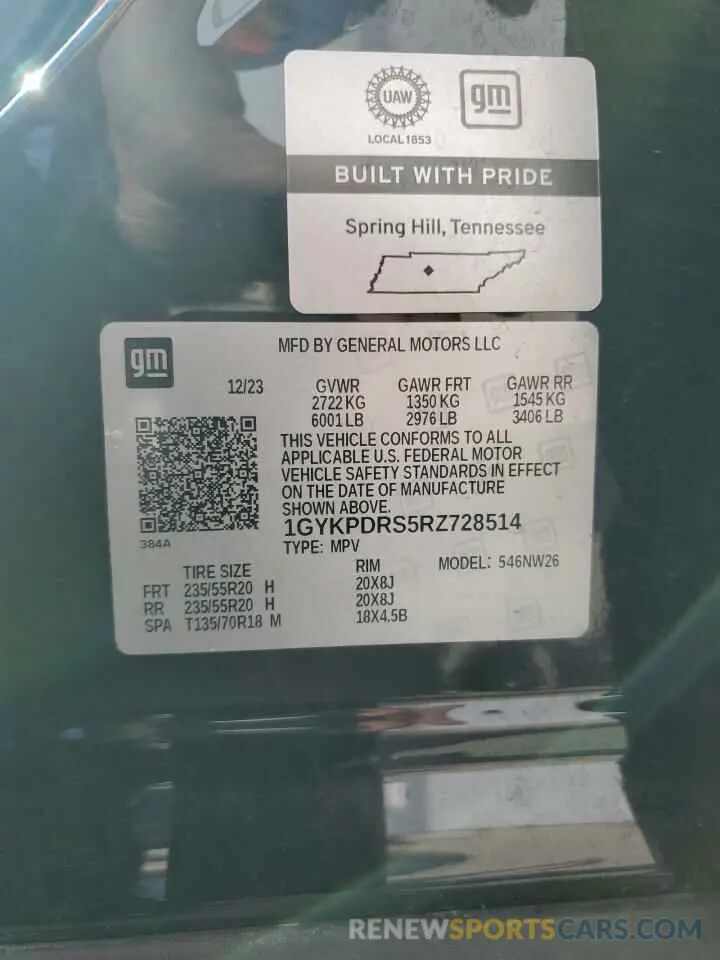 UAW
gm
LOCAL 1853
BUILT WITH PRIDE
Spring Hill, Tennessee
gm
MFD BY GENERAL MOTORS LLC
12/23 GVWR GAWR FRT GAWR RR
2722 KG 1350 KG 1545 KG
6001 LB 2976 LB 3406 LB
THIS VEHICLE CONFORMS TO ALL
APPLICABLE U.S. FEDERAL MOTOR
VEHICLE SAFETY STANDARDS IN EFFECT
ON THE DATE OF MANUFACTURE
SHOWN ABOVE.
1GYKPDRS5RZ728514
384A
TYPE: MPV
TIRE SIZE RIM MODEL: 546NW26
FRT 235/55R20 H 20X8J
RR 235/55R20 H 20X8J
SPA T135/70R18 M 18X4.5B
RENEWSPORTSCARS.COM